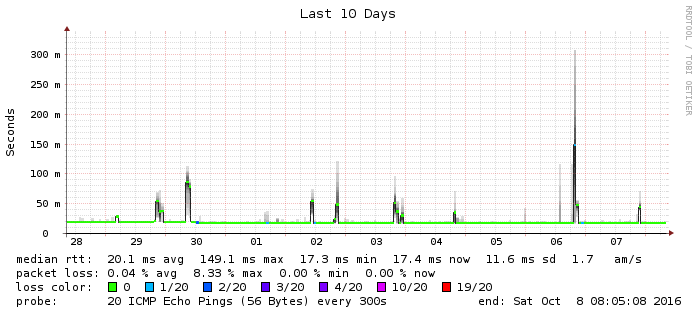 Last 10 Days
RRDTOOL / TOBI OETIKER
Seconds
300 m
250 m
200 m
150 m
100 m
50 m
0
28 29 30 01 02 03 04 05 06 07
median rtt: 20.1 ms avg 149.1 ms max 17.3 ms min 17.4 ms now 11.6 ms sd 1.7 am/s
packet loss: 0.04 % avg 8.33 % max 0.00 % min 0.00 % now
loss color: 0 1/20 2/20 3/20 4/20 10/20 19/20
probe: 20 ICMP Echo Pings (56 Bytes) every 300s end: Sat Oct 8 08:05:08 2016